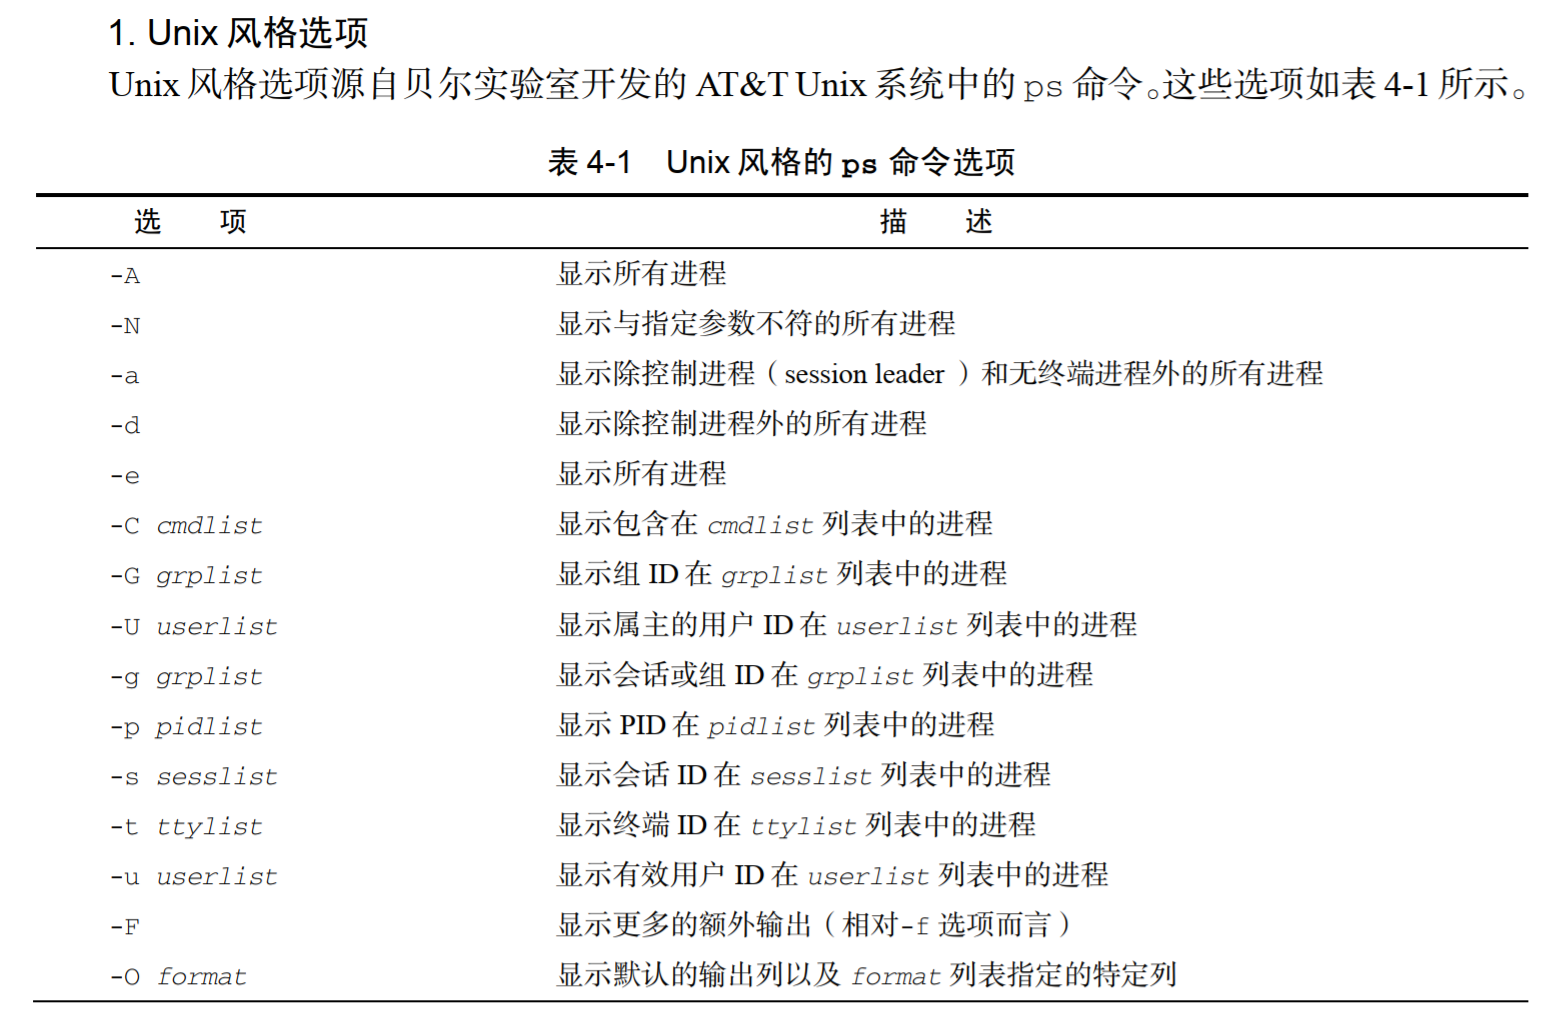 1. Unix 风格选项
Unix 风格选项源自贝尔实验室开发的 AT&T Unix 系统中的 ps 命令。这些选项如表 4-1 所示。
表 4-1 Unix 风格的 ps 命令选项
选 项 描 述
-A 显示所有进程
-N 显示与指定参数不符的所有进程
-a 显示除控制进程（session leader）和无终端进程外的所有进程
-d 显示除控制进程外的所有进程
-e 显示所有进程
-C cmdlist 显示包含在 cmdlist 列表中的进程
-G grplist 显示组 ID 在 grplist 列表中的进程
-U userlist 显示属主的用户 ID 在 userlist 列表中的进程
-g grplist 显示会话或组 ID 在 grplist 列表中的进程
-p pidlist 显示 PID 在 pidlist 列表中的进程
-s sesslist 显示会话 ID 在 sesslist 列表中的进程
-t ttylist 显示终端 ID 在 ttylist 列表中的进程
-u userlist 显示有效用户 ID 在 userlist 列表中的进程
-F 显示更多的额外输出（相对-f 选项而言）
-O format 显示默认的输出列以及 format 列表指定的特定列